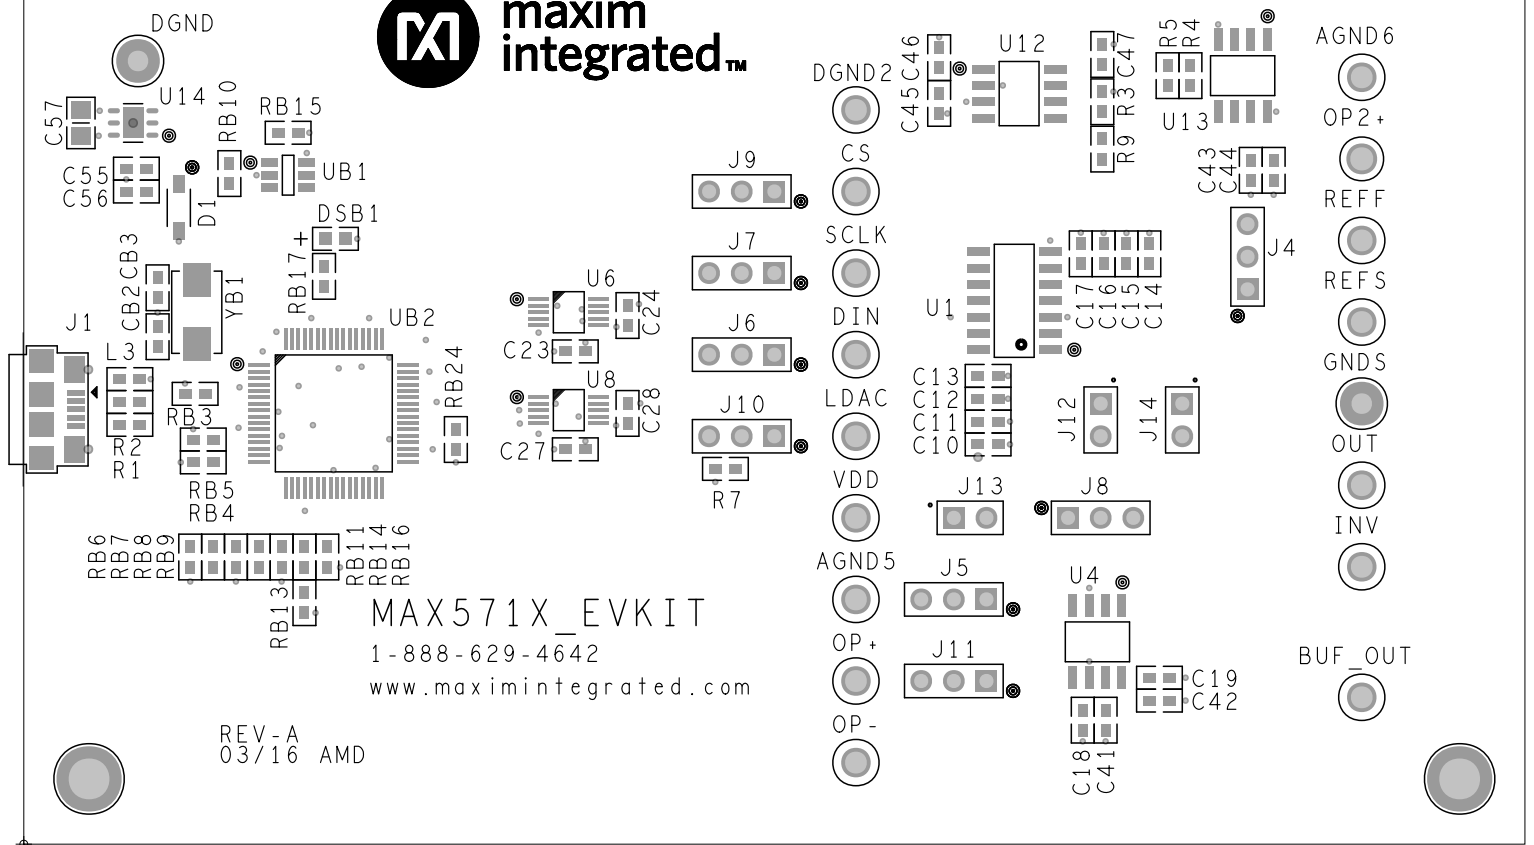 maxim
integrated™
DGND
C57
U14
RB10
RB15
C55
C56
D1
UB1
DSB1
+
RB17
CB2 CB3
YB1
J1
L3
R2
R1
RB3
RB5
RB4
UB2
RB24
RB6
RB7
RB8
RB9
RB11
RB14
RB16
RB13
U6
C24
C23
U8
C28
C27
J9
J7
J6
J10
R7
DGND2
CS
SCLK
DIN
LDAC
VDD
AGND5
OP+
OP-
C45 C46
U12
C47
R3
R9
R5
R4
U13
C43
C44
J4
U1
C17
C16
C15
C14
C13
C12
C11
C10
J12
J14
J13
J8
J5
J11
U4
C19
C42
C18
C41
AGND6
OP2+
REFF
REFS
GNDS
OUT
INV
BUF_OUT
MAX571X_EVKIT
1-888-629-4642
www.maximintegrated.com
REV-A
03/16 AMD